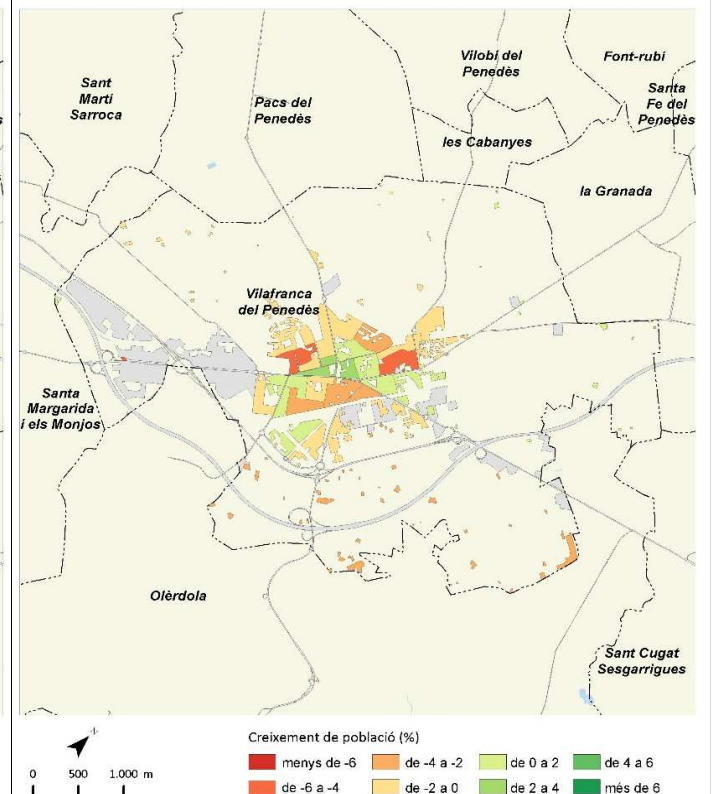 Sant
Martí
Sarroca
Pacs del
Penedès
Vilobí del
Penedès
Font-rubí
Santa
Fe del
Penedès
les Cabanyes
la Granada
Vilafranca
del Penedès
Santa
Margarida
i els Monjos
Olèrdola
Sant Cugat
Sesgarrigues
0 500 1.000 m
Creixement de població (%)
menys de -6
de -4 a -2
de 0 a 2
de 4 a 6
de -6 a -4
de -2 a 0
de 2 a 4
més de 6